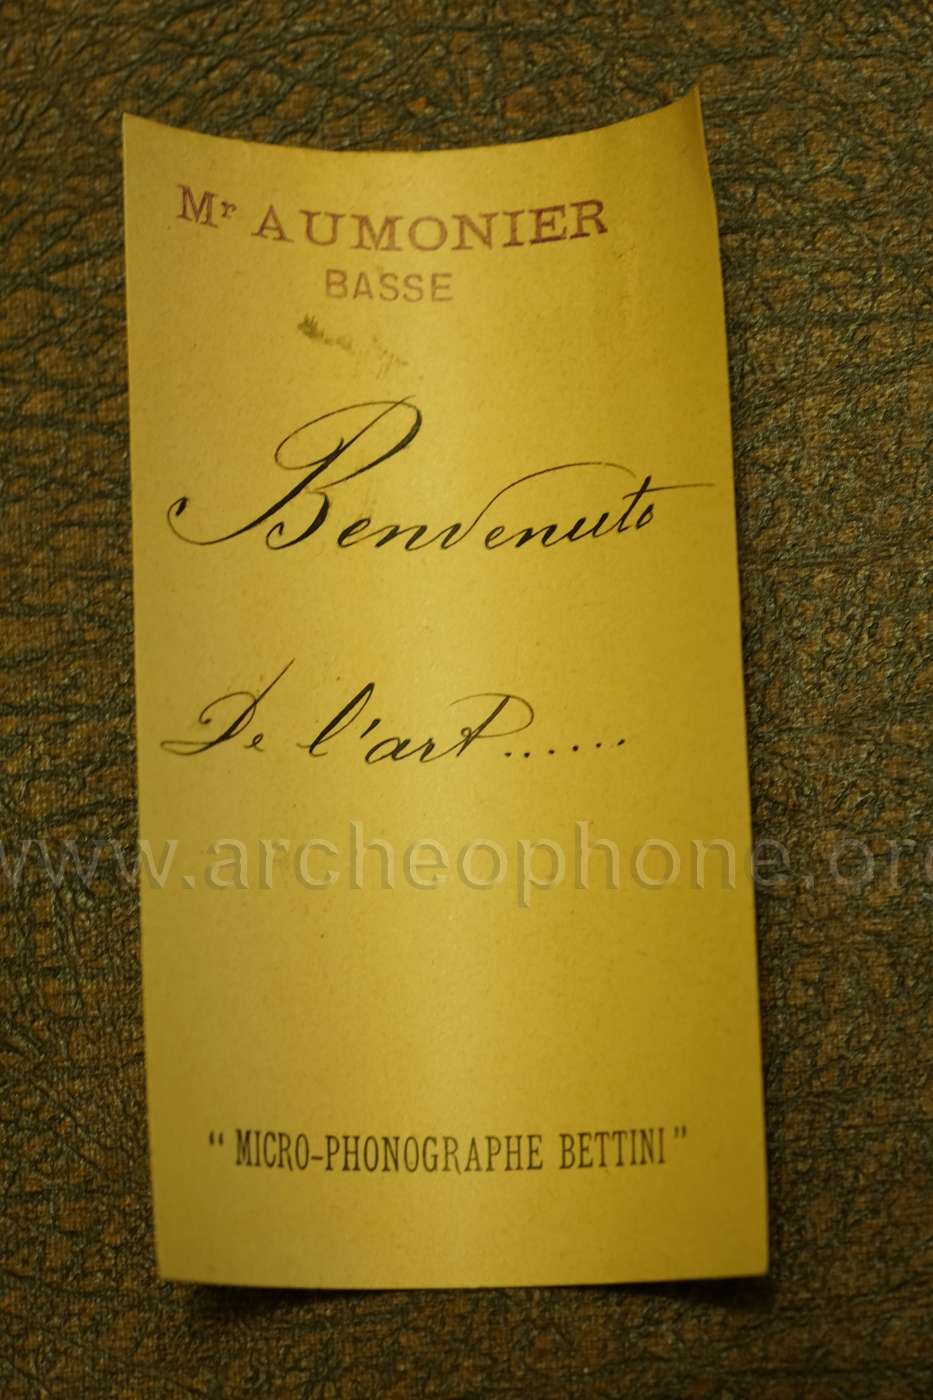 Mr AUMONIER
BASSE
Benvenuto
De l'art......
www.archeophone.org
"MICRO-PHONOGRAPHE BETTINI"